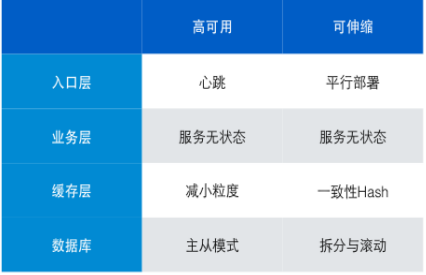 高可用 可伸缩
入口层 心跳 平行部署
业务层 服务无状态 服务无状态
缓存层 减小粒度 一致性Hash
数据库 主从模式 拆分与滚动